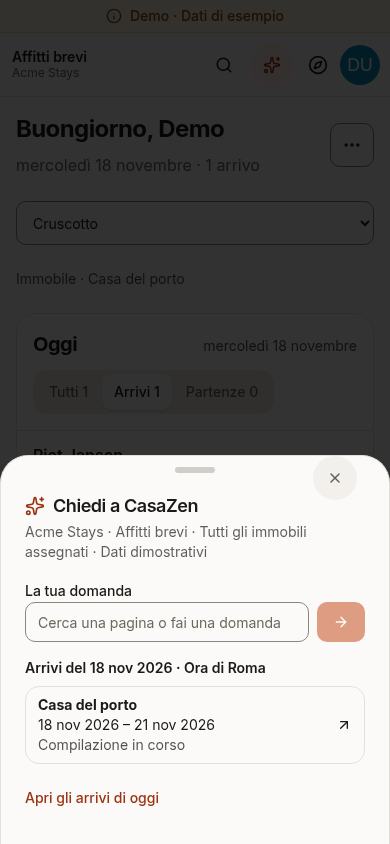 Demo · Dati di esempio
Affitti brevi
Acme Stays
DU
Buongiorno, Demo
mercoledì 18 novembre · 1 arrivo
Cruscotto
Immobile · Casa del porto
Oggi
mercoledì 18 novembre
Tutti 1
Arrivi 1
Partenze 0
Chiedi a CasaZen
Acme Stays · Affitti brevi · Tutti gli immobili
assegnati · Dati dimostrativi
La tua domanda
Cerca una pagina o fai una domanda
Arrivi del 18 nov 2026 · Ora di Roma
Casa del porto
18 nov 2026 – 21 nov 2026
Compilazione in corso
Apri gli arrivi di oggi